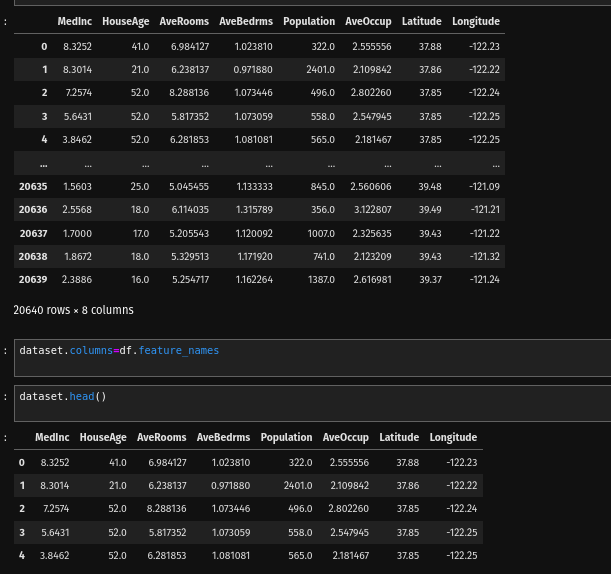 :
MedInc HouseAge AveRooms AveBedrms Population AveOccup Latitude Longitude
0 8.3252 41.0 6.984127 1.023810 322.0 2.555556 37.88 -122.23
1 8.3014 21.0 6.238137 0.971880 2401.0 2.109842 37.86 -122.22
2 7.2574 52.0 8.288136 1.073446 496.0 2.802260 37.85 -122.24
3 5.6431 52.0 5.817352 1.073059 558.0 2.547945 37.85 -122.25
4 3.8462 52.0 6.281853 1.081081 565.0 2.181467 37.85 -122.25
... ... ... ... ... ... ... ... ...
20635 1.5603 25.0 5.045455 1.133333 845.0 2.560606 39.48 -121.09
20636 2.5568 18.0 6.114035 1.315789 356.0 3.122807 39.49 -121.21
20637 1.7000 17.0 5.205543 1.120092 1007.0 2.325635 39.43 -121.22
20638 1.8672 18.0 5.329513 1.171920 741.0 2.123209 39.43 -121.32
20639 2.3886 16.0 5.254717 1.162264 1387.0 2.616981 39.37 -121.24
20640 rows × 8 columns
: dataset.columns=df.feature_names
: dataset.head()
:
MedInc HouseAge AveRooms AveBedrms Population AveOccup Latitude Longitude
0 8.3252 41.0 6.984127 1.023810 322.0 2.555556 37.88 -122.23
1 8.3014 21.0 6.238137 0.971880 2401.0 2.109842 37.86 -122.22
2 7.2574 52.0 8.288136 1.073446 496.0 2.802260 37.85 -122.24
3 5.6431 52.0 5.817352 1.073059 558.0 2.547945 37.85 -122.25
4 3.8462 52.0 6.281853 1.081081 565.0 2.181467 37.85 -122.25